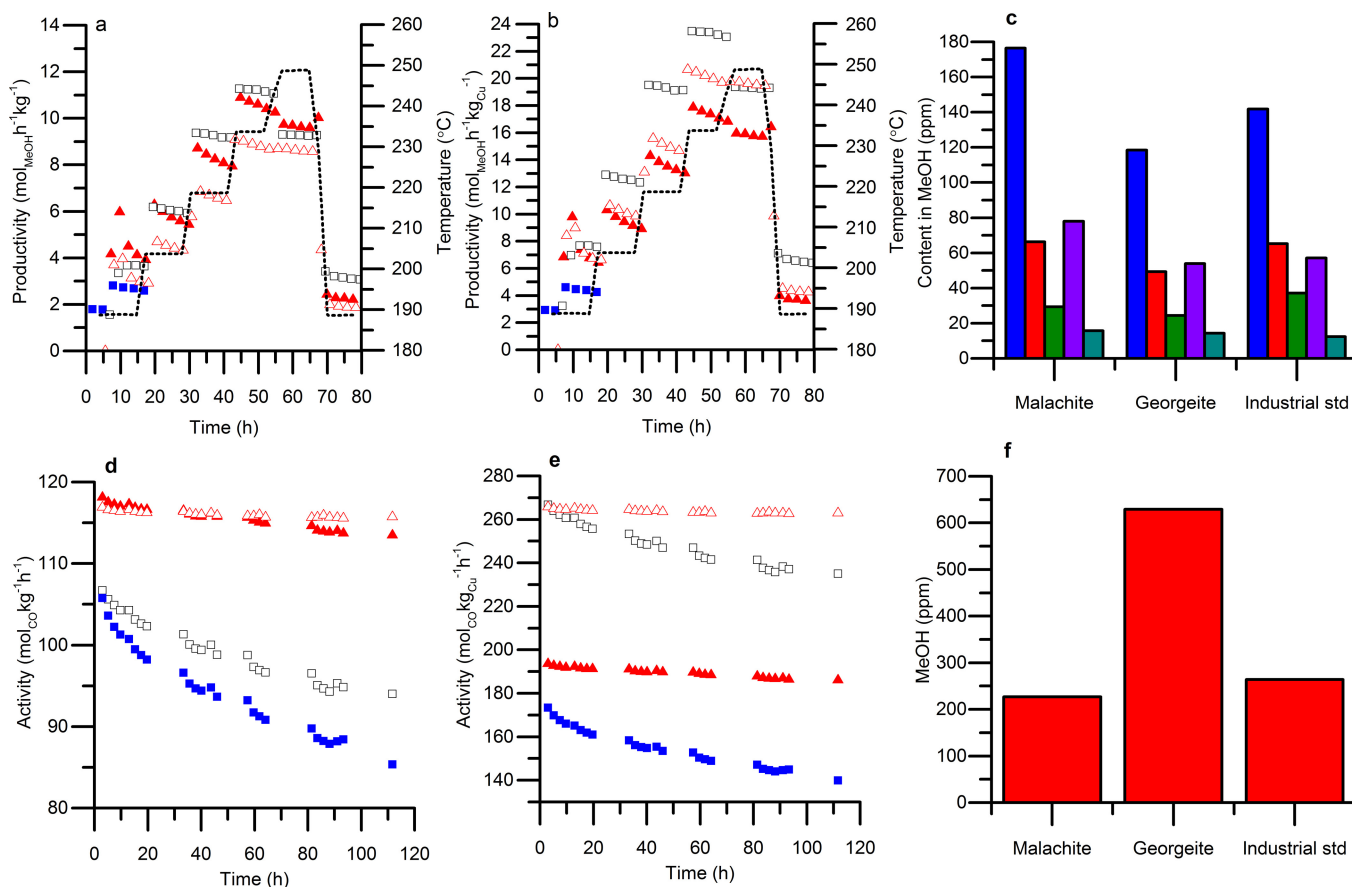 a
14
12
10
8
6
4
2
0
Productivity (mol_MeOH h^-1 kg^-1)
260
250
240
230
220
210
200
190
180
Temperature (°C)
0 10 20 30 40 50 60 70 80
Time (h)
b
24
22
20
18
16
14
12
10
8
6
4
2
0
Productivity (mol_MeOH h^-1 kg_Cu^-1)
260
250
240
230
220
210
200
190
180
Temperature (°C)
0 10 20 30 40 50 60 70 80
Time (h)
c
180
160
140
120
100
80
60
40
20
0
Content in MeOH (ppm)
Malachite Georgeite Industrial std
d
120
110
100
90
80
Activity (mol_CO kg^-1 h^-1)
0 20 40 60 80 100 120
Time (h)
e
280
260
240
220
200
180
160
140
Activity (mol_CO kg_Cu^-1 h^-1)
0 20 40 60 80 100 120
Time (h)
f
700
600
500
400
300
200
100
0
MeOH (ppm)
Malachite Georgeite Industrial std